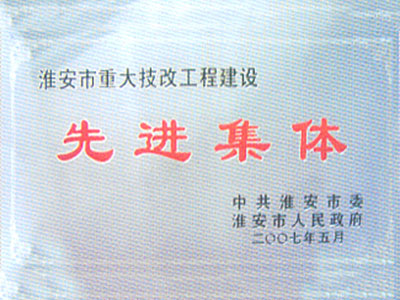 淮安市重大技改工程建设
先进集体
中共淮安市委
淮安市人民政府
二〇〇七年五月